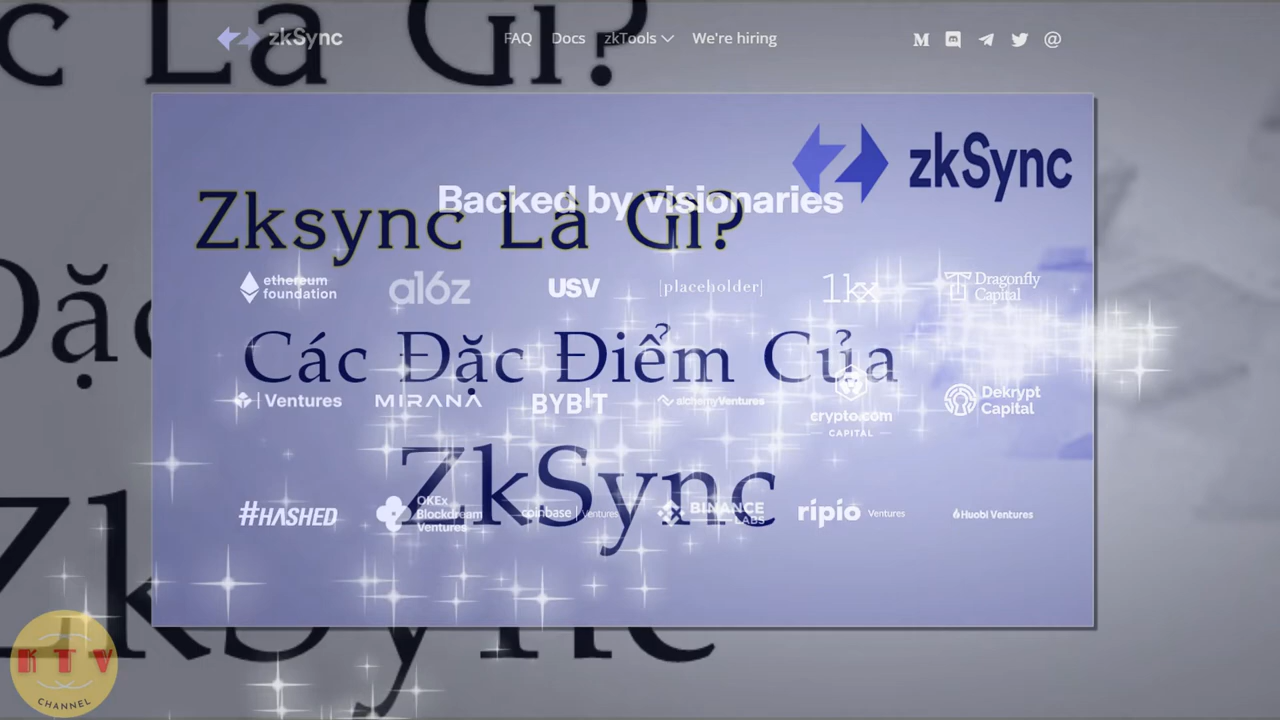 zkSync
FAQ Docs zkTools We're hiring
zkSync
Backed by visionaries
Zksync Là Gì?
ethereum foundation
a16z
USV
|placeholder|
1kx
Dragonfly Capital
Các Đặc Điểm Của
| Ventures
MIRANA
BYBIT
alchemyVentures
crypto.com
CAPITAL
Dekrypt Capital
ZkSync
#HASHED
OKEx Blockdream Ventures
coinbase | Ventures
BINANCE LABS
ripio Ventures
Huobi Ventures
KTV
CHANNEL